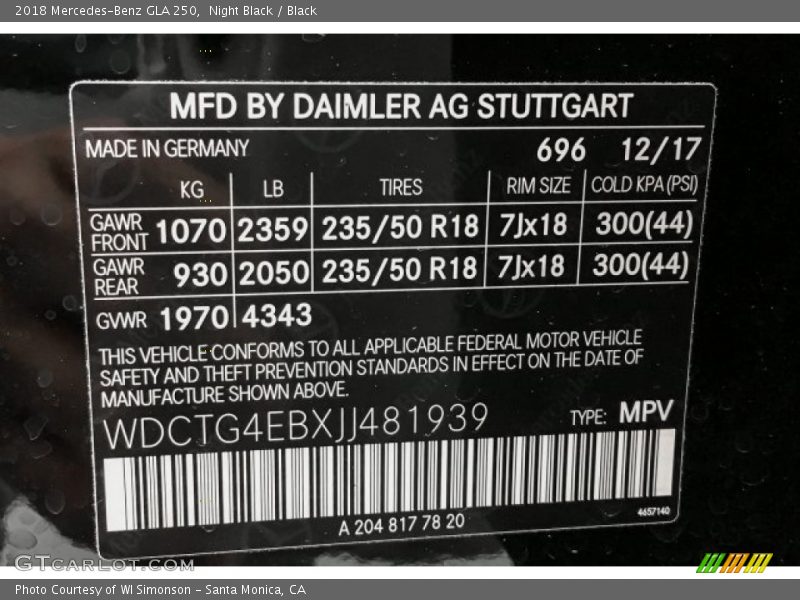 2018 Mercedes-Benz GLA 250, Night Black / Black
MFD BY DAIMLER AG STUTTGART
MADE IN GERMANY 696 12/17
KG LB TIRES RIM SIZE COLD KPA (PSI)
GAWR FRONT 1070 2359 235/50 R18 7Jx18 300(44)
GAWR REAR 930 2050 235/50 R18 7Jx18 300(44)
GVWR 1970 4343
THIS VEHICLE CONFORMS TO ALL APPLICABLE FEDERAL MOTOR VEHICLE
SAFETY AND THEFT PREVENTION STANDARDS IN EFFECT ON THE DATE OF
MANUFACTURE SHOWN ABOVE.
WDCTG4EBXJJ481939 TYPE: MPV
A 204 817 78 20 4657140
GTCARLOT.COM
Photo Courtesy of WI Simonson - Santa Monica, CA